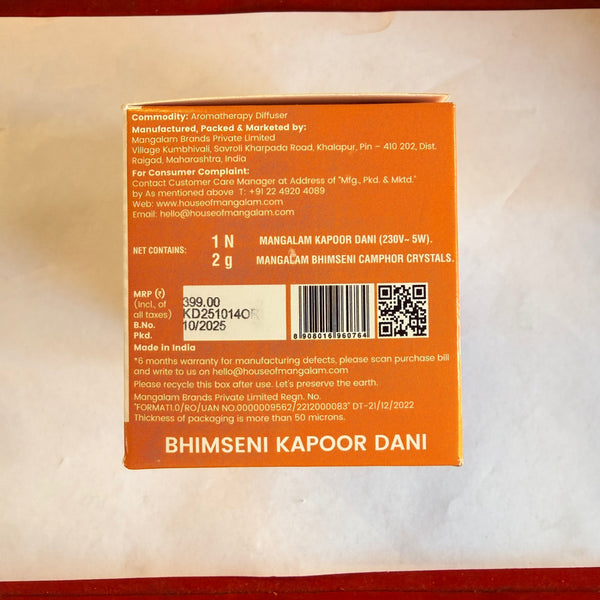 Commodity: Aromatherapy Diffuser
Manufactured, Packed & Marketed by:
Mangalam Brands Private Limited
Village Kumbhivali, Savroli Kharpada Road, Khalapur, Pin – 410 202, Dist.
Raigad, Maharashtra, India
For Consumer Complaint:
Contact Customer Care Manager at Address of "Mfg., Pkd. & Mktd."
by As mentioned above T: +91 22 4920 4089
Web: www.houseofmangalam.com
Email: hello@houseofmangalam.com
NET CONTAINS: 1 N MANGALAM KAPOOR DANI (230V~ 5W).
2 g MANGALAM BHIMSENI CAMPHOR CRYSTALS.
MRP (₹) 399.00
(Incl. of
all taxes) KD251014OR
B.No.
Pkd. 10/2025
8 908016 960764
Made in India
*6 months warranty for manufacturing defects, please scan purchase bill
and write to us on hello@houseofmangalam.com
Please recycle this box after use. Let's preserve the earth.
Mangalam Brands Private Limited Regn. No.
"FORMAT1.0/RO/UAN NO.0000009562/2212000083" DT-21/12/2022
Thickness of packaging is more than 50 microns.
BHIMSENI KAPOOR DANI